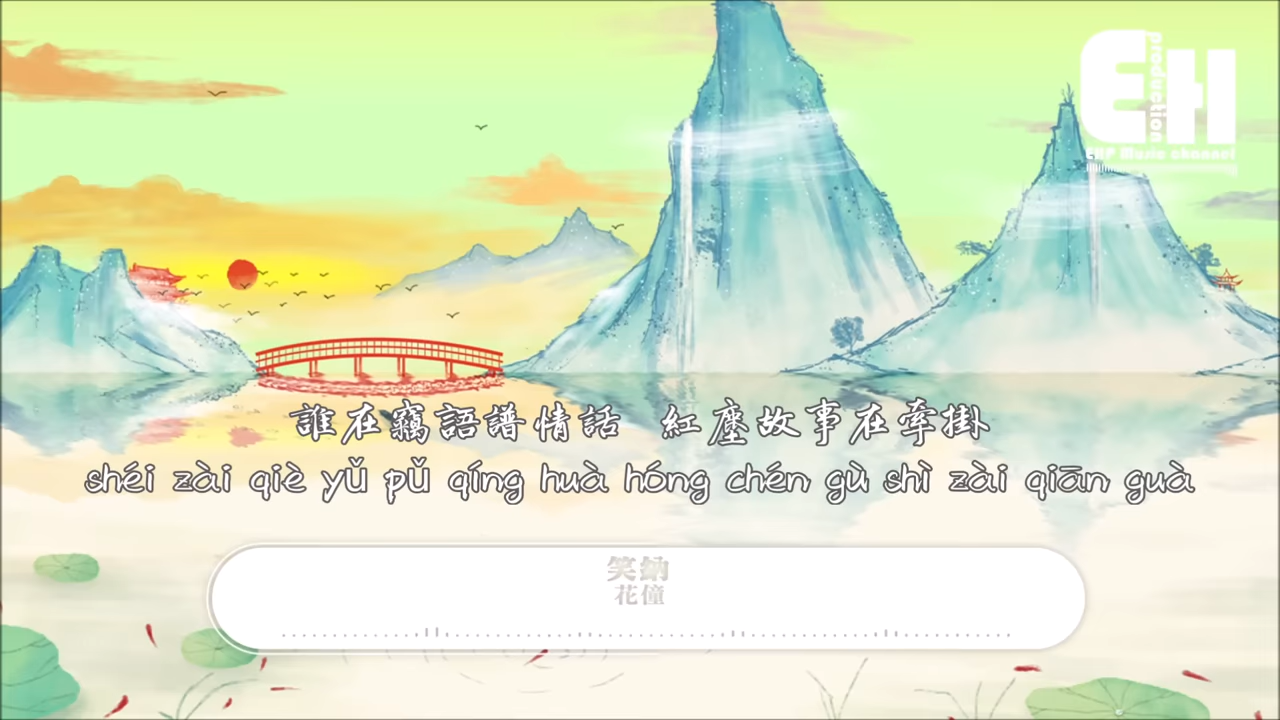 EH
production
EHP Music channel
誰在竊語譜情話 紅塵故事在牽掛
shéi zài qiè yǔ pǔ qíng huà hóng chén gù shì zài qiān guà
笑納
花僮